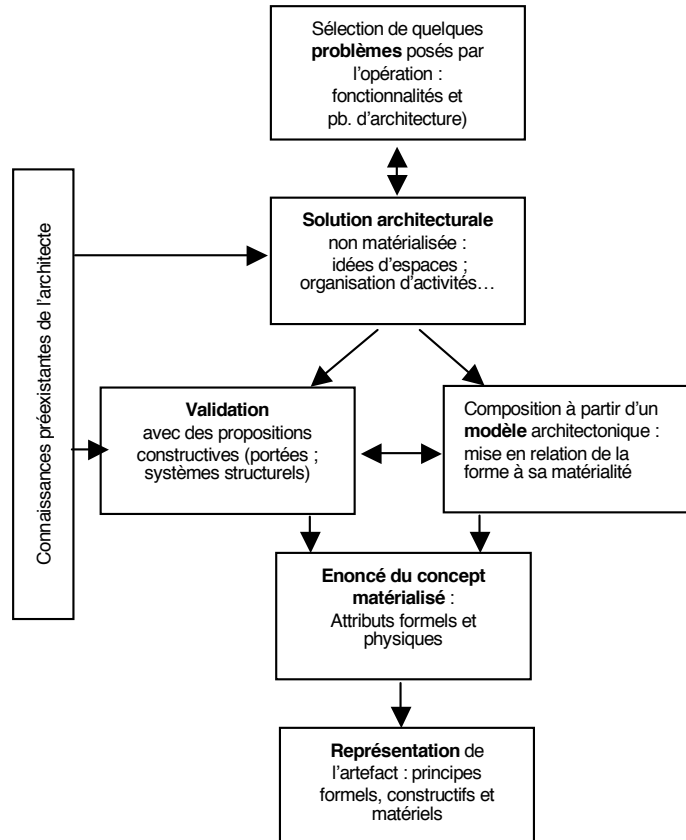 Sélection de quelques
problèmes posés par
l’opération :
fonctionnalités et
pb. d’architecture)
Connaissances préexistantes de l’architecte
Solution architecturale
non matérialisée :
idées d’espaces ;
organisation d’activités…
Validation
avec des propositions
constructives (portées ;
systèmes structurels)
Composition à partir d’un
modèle architectonique :
mise en relation de la
forme à sa matérialité
Enoncé du concept
matérialisé :
Attributs formels et
physiques
Représentation de
l’artefact : principes
formels, constructifs et
matériels